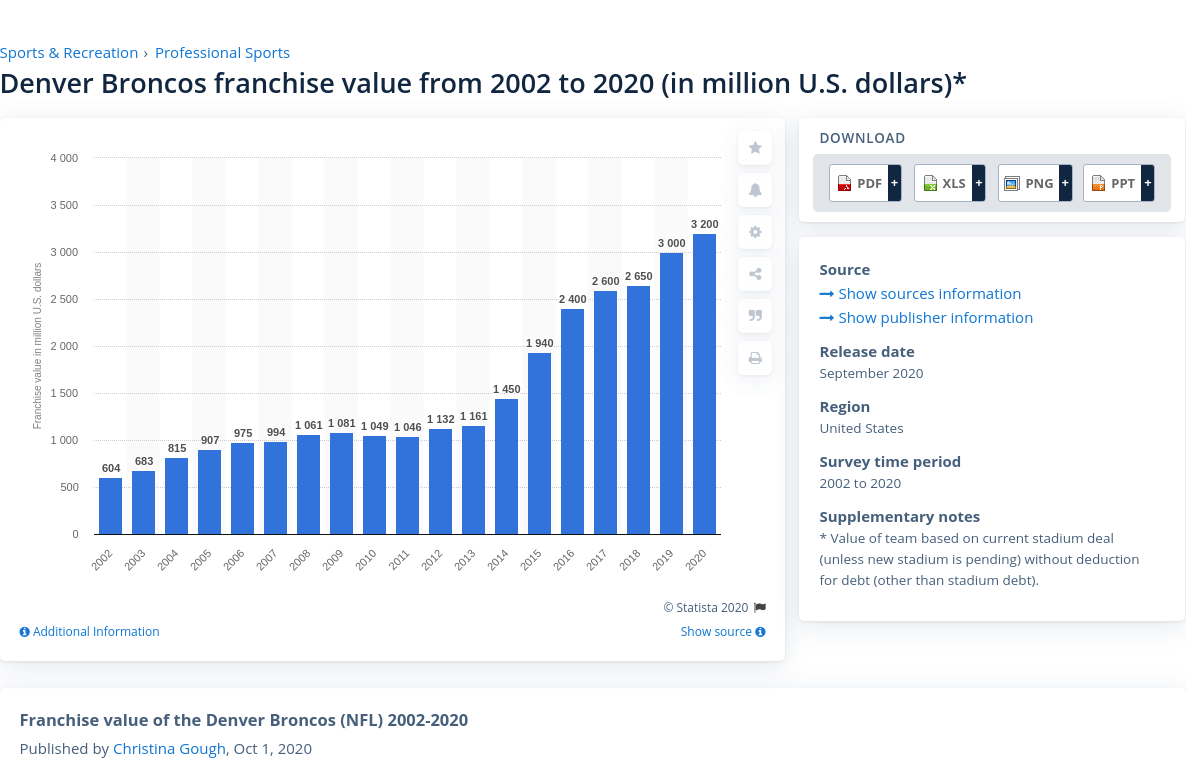 Sports & Recreation › Professional Sports
Denver Broncos franchise value from 2002 to 2020 (in million U.S. dollars)*
Franchise value in million U.S. dollars
4 000
3 500
3 000
2 500
2 000
1 500
1 000
500
0
604
683
815
907
975
994
1 061
1 081
1 049
1 046
1 132
1 161
1 450
1 940
2 400
2 600
2 650
3 000
3 200
2002
2003
2004
2005
2006
2007
2008
2009
2010
2011
2012
2013
2014
2015
2016
2017
2018
2019
2020
© Statista 2020
Additional Information
Show source
DOWNLOAD
PDF +
XLS +
PNG +
PPT +
Source
Show sources information
Show publisher information
Release date
September 2020
Region
United States
Survey time period
2002 to 2020
Supplementary notes
* Value of team based on current stadium deal
(unless new stadium is pending) without deduction
for debt (other than stadium debt).
Franchise value of the Denver Broncos (NFL) 2002-2020
Published by Christina Gough, Oct 1, 2020